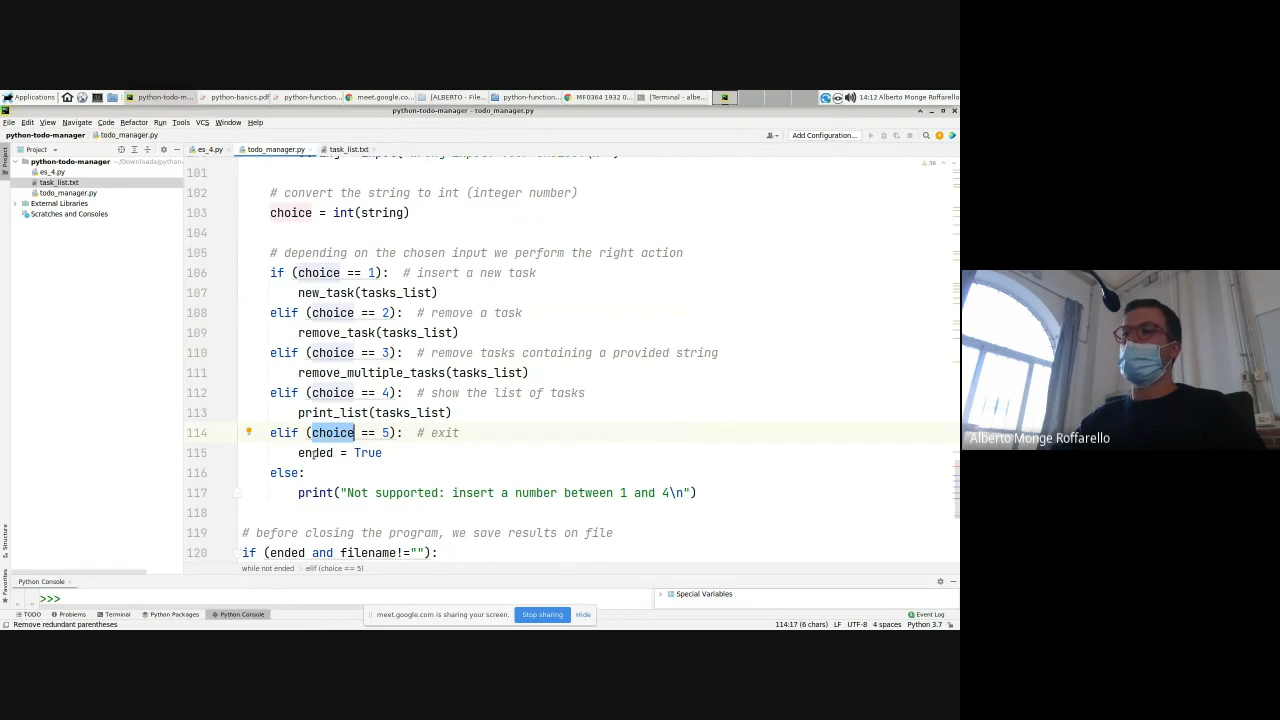 Applications
python-todo-m...
python-basics.pdf
python-function...
meet.google.co...
[ALBERTO - File...
python-function...
MF0364 1932 0...
[Terminal - albe...
14:12 Alberto Monge Roffarello
python-todo-manager - todo_manager.py
File Edit View Navigate Code Refactor Run Tools VCS Window Help
python-todo-manager
todo_manager.py
Add Configuration...
Project
es_4.py
todo_manager.py
task_list.txt
python-todo-manager ~/Downloads/python-
es_4.py
task_list.txt
todo_manager.py
External Libraries
Scratches and Consoles
Project
Structure
Favorites
36
101
102 # convert the string to int (integer number)
103 choice = int(string)
104
105 # depending on the chosen input we perform the right action
106 if (choice == 1): # insert a new task
107 new_task(tasks_list)
108 elif (choice == 2): # remove a task
109 remove_task(tasks_list)
110 elif (choice == 3): # remove tasks containing a provided string
111 remove_multiple_tasks(tasks_list)
112 elif (choice == 4): # show the list of tasks
113 print_list(tasks_list)
114 elif (choice == 5): # exit
115 ended = True
116 else:
117 print("Not supported: insert a number between 1 and 4\n")
118
119 # before closing the program, we save results on file
120 if (ended and filename!=""):
while not ended
elif (choice == 5)
Python Console
>>>
Special Variables
TODO
Problems
Terminal
Python Packages
Python Console
Event Log
meet.google.com is sharing your screen.
Stop sharing
Hide
Remove redundant parentheses
114:17 (6 chars) LF UTF-8 4 spaces Python 3.7
Alberto Monge Roffarello